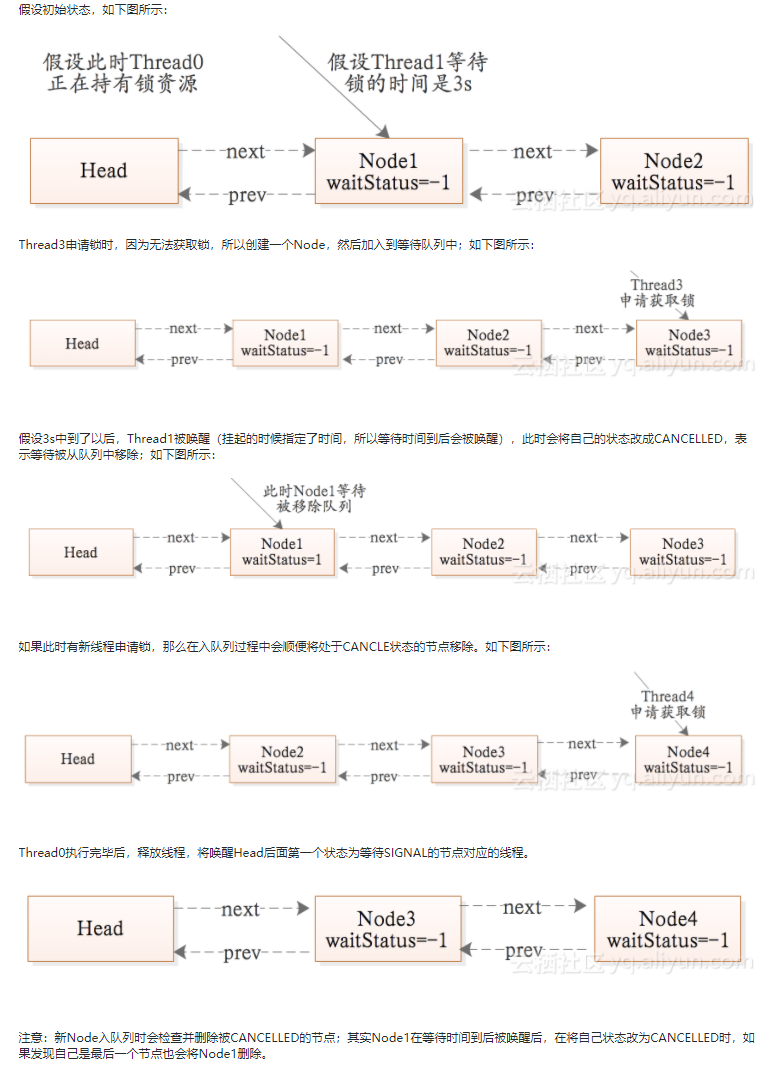 假设初始状态，如下图所示：
假设此时Thread0
正在持有锁资源
假设Thread1等待
锁的时间是3s
Head
next
prev
Node1
waitStatus=-1
next
prev
Node2
waitStatus=-1
云栖社区 yq.aliyun.com
Thread3申请锁时，因为无法获取锁，所以创建一个Node，然后加入到等待队列中；如下图所示：
Thread3
申请获取锁
Head
next
prev
Node1
waitStatus=-1
next
prev
Node2
waitStatus=-1
next
prev
Node3
waitStatus=-1
云栖社区 yq.aliyun.com
假设3s中到了以后，Thread1被唤醒（挂起的时候指定了时间，所以等待时间到后会被唤醒），此时会将自己的状态改成CANCELLED，表
示等待被从队列中移除；如下图所示：
此时Node1等待
被移除队列
Head
next
prev
Node1
waitStatus=1
next
prev
Node2
waitStatus=-1
next
prev
Node3
waitStatus=-1
云栖社区 yq.aliyun.com
如果此时有新线程申请锁，那么在入队列过程中会顺便将处于CANCLE状态的节点移除。如下图所示：
Thread4
申请获取锁
Head
next
prev
Node2
waitStatus=-1
next
prev
Node3
waitStatus=-1
next
prev
Node4
waitStatus=-1
云栖社区 yq.aliyun.com
Thread0执行完毕后，释放线程，将唤醒Head后面第一个状态为等待SIGNAL的节点对应的线程。
Head
next
prev
Node3
waitStatus=-1
next
prev
Node4
waitStatus=-1
云栖社区 yq.aliyun.com
注意：新Node入队列时会检查并删除被CANCELLED的节点；其实Node1在等待时间到后被唤醒后，在将自己状态改为CANCELLED时，如
果发现自己是最后一个节点也会将Node1删除。